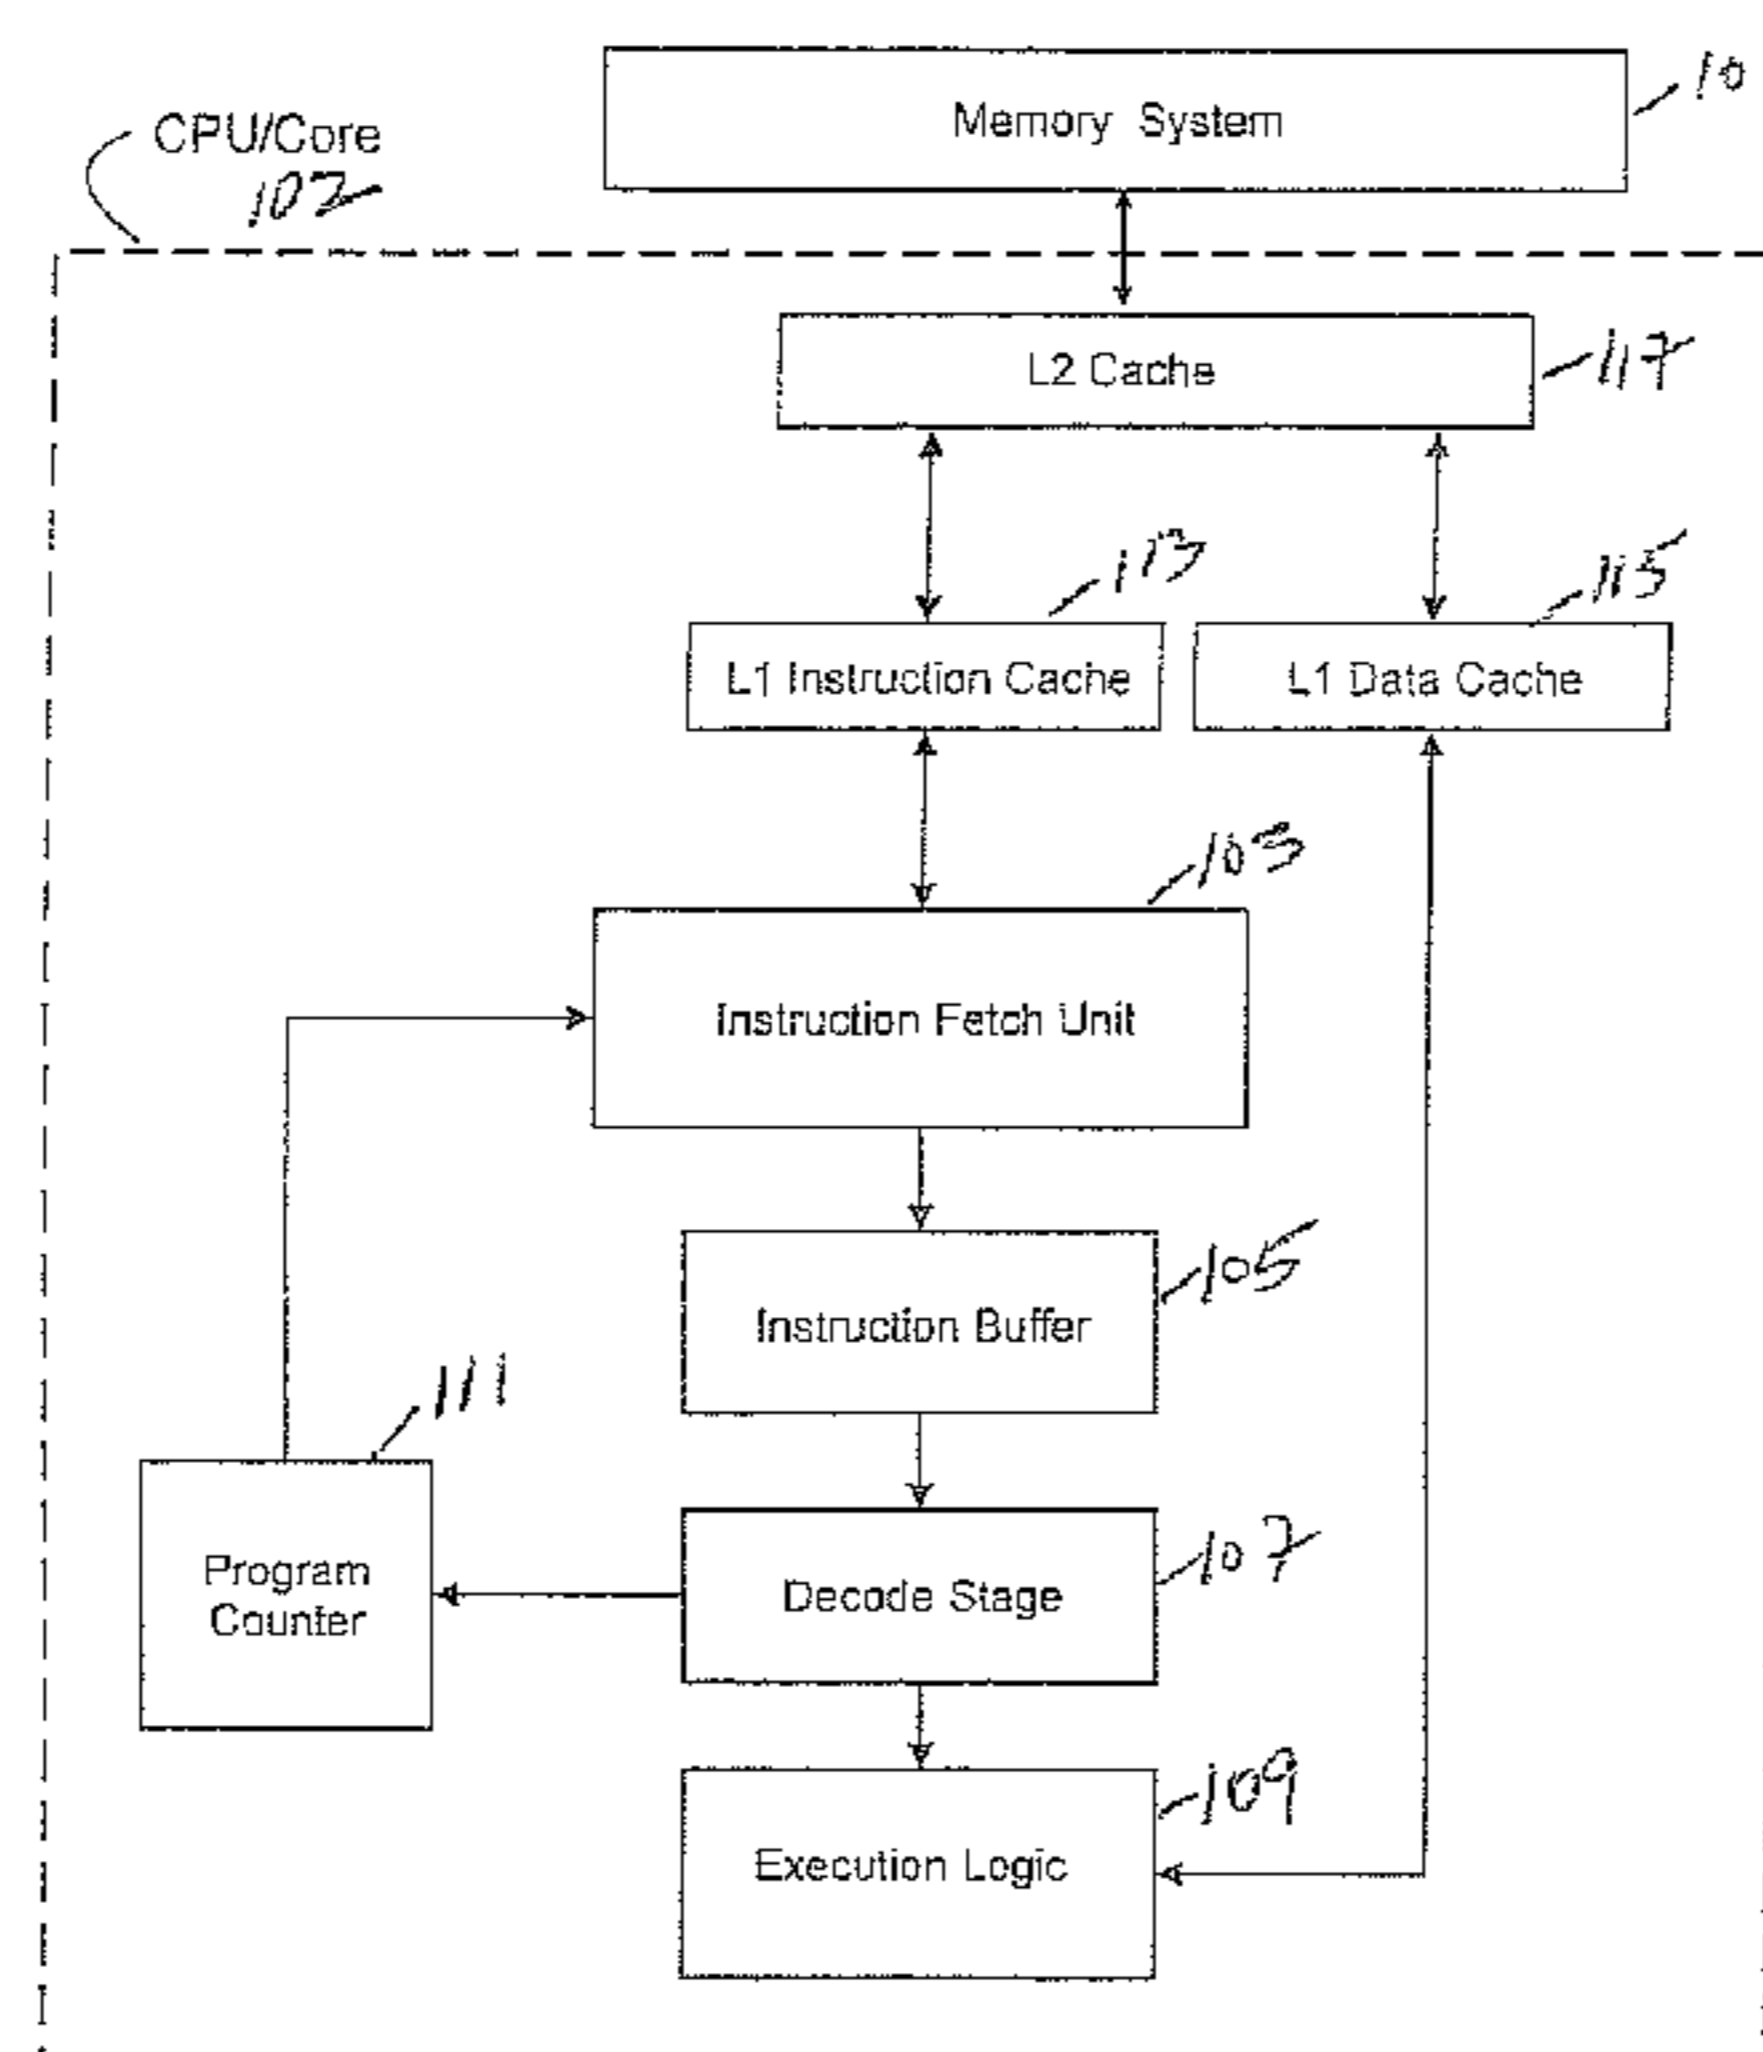 Memory System
10
CPU/Core
102
L2 Cache
117
113
115
L1 Instruction Cache
L1 Data Cache
103
Instruction Fetch Unit
105
Instruction Buffer
111
107
Program
Counter
Decode Stage
109
Execution Logic